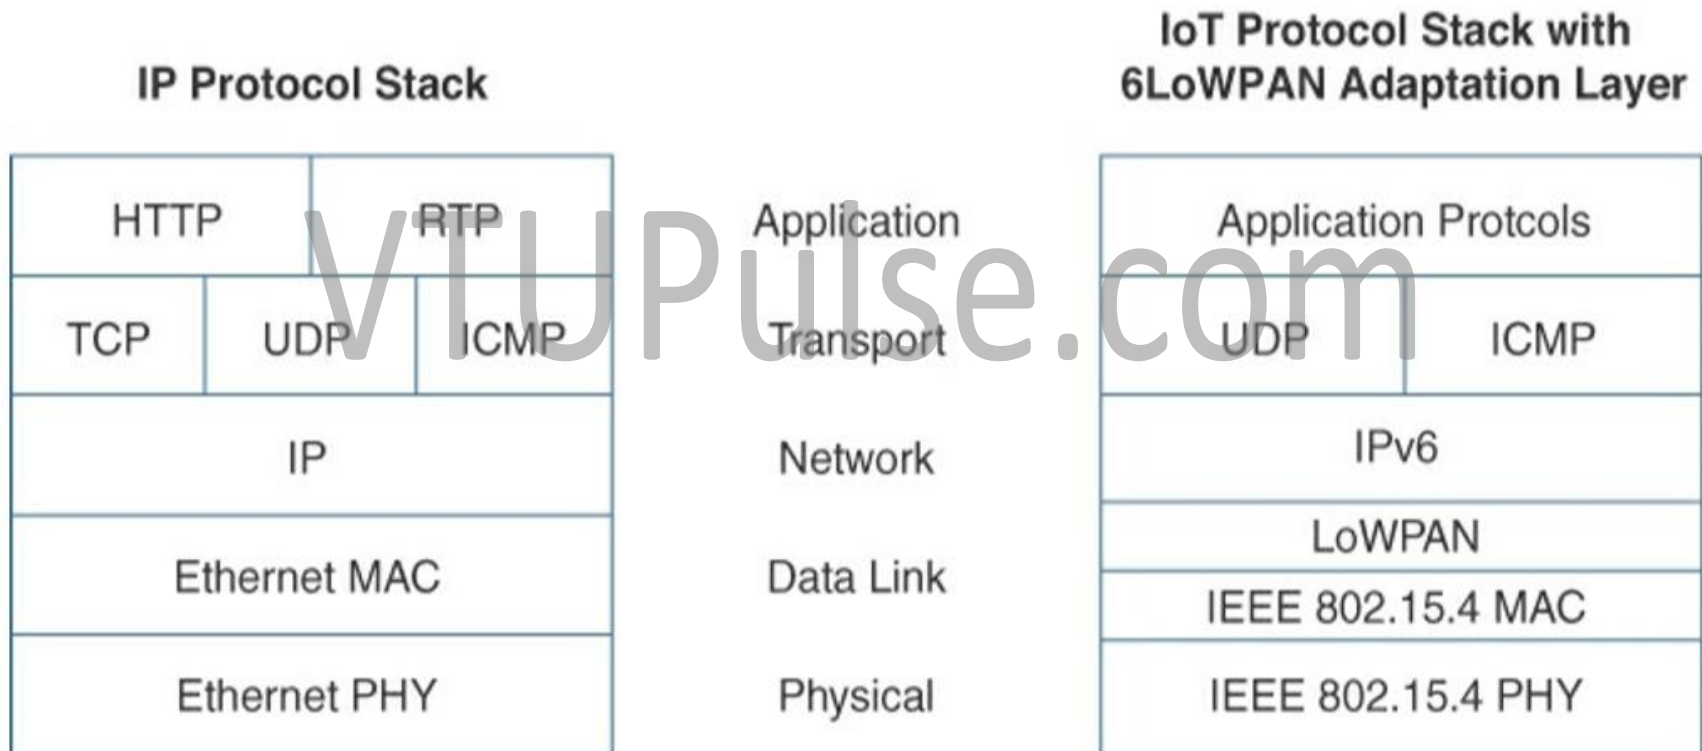 IP Protocol Stack
IoT Protocol Stack with
6LoWPAN Adaptation Layer
HTTP RTP Application Application Protcols
TCP UDP ICMP Transport UDP ICMP
VTUPulse.com
IP Network IPv6
LoWPAN
Ethernet MAC Data Link
IEEE 802.15.4 MAC
Ethernet PHY Physical IEEE 802.15.4 PHY